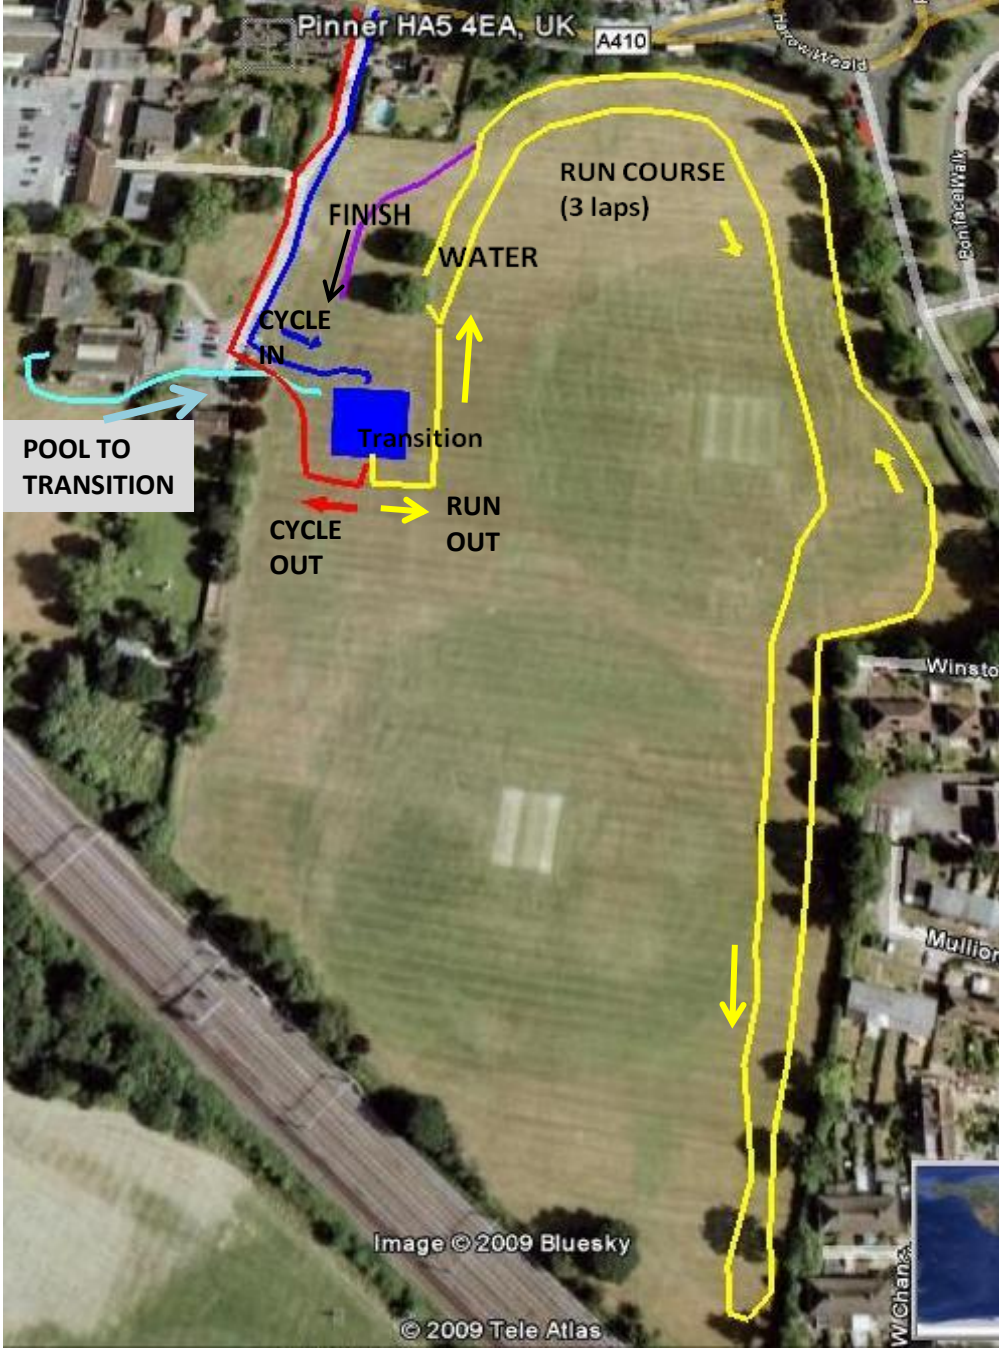 Pinner HA5 4EA, UK
A410
Harrow Weald
Boniface Walk
RUN COURSE
(3 laps)
FINISH
WATER
CYCLE
IN
Transition
POOL TO
TRANSITION
CYCLE
OUT
RUN
OUT
Winsto
Mullion
Image © 2009 Bluesky
W Chan
© 2009 Tele Atlas